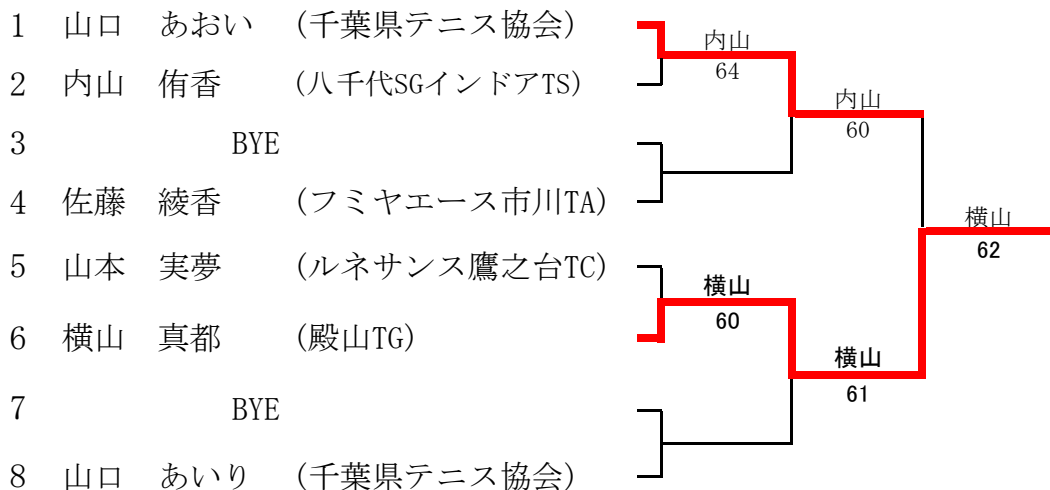 1 山口 あおい (千葉県テニス協会)
2 内山 侑香 (八千代SGインドアTS)
3 BYE
4 佐藤 綾香 (フミヤエース市川TA)
5 山本 実夢 (ルネサンス鷹之台TC)
6 横山 真都 (殿山TG)
7 BYE
8 山口 あいり (千葉県テニス協会)
内山
64
横山
60
内山
60
横山
61
横山
62